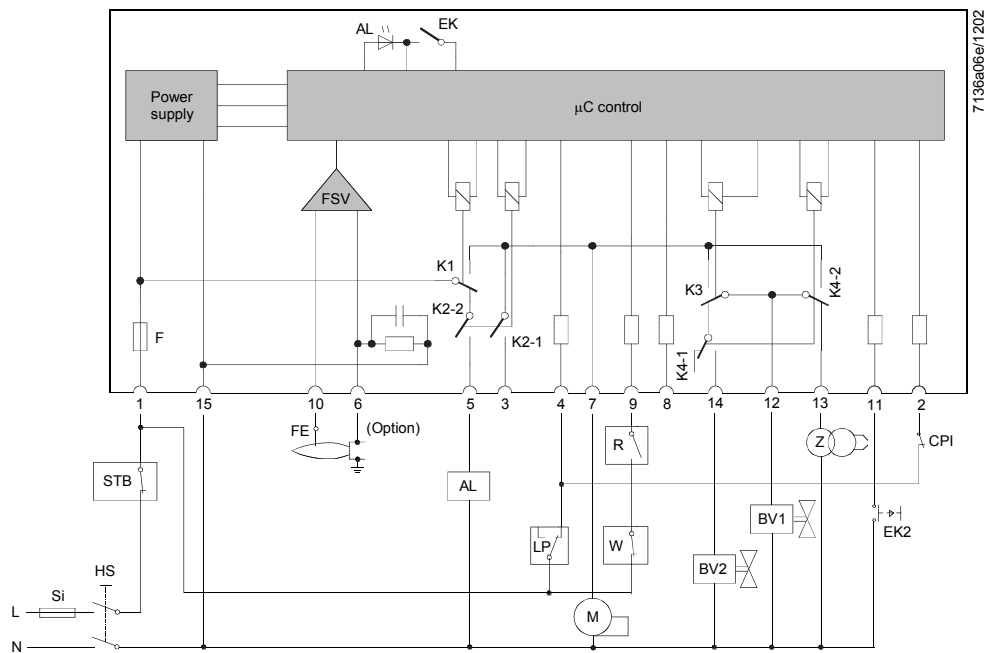 7136a06e/1202
AL
EK
Power
supply
µC control
FSV
K1
K2-2
K2-1
K3
K4-2
K4-1
F
1
15
10
6
5
3
4
7
9
8
14
12
13
11
2
FE
(Option)
STB
AL
R
Z
CPI
LP
W
BV1
BV2
EK2
HS
Si
L
M
N